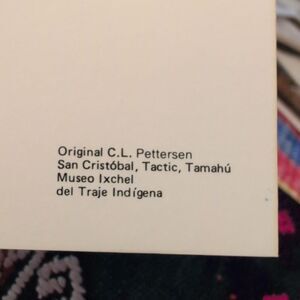 Original C.L. Pettersen
San Cristóbal, Tactic, Tamahú
Museo Ixchel
del Traje Indígena